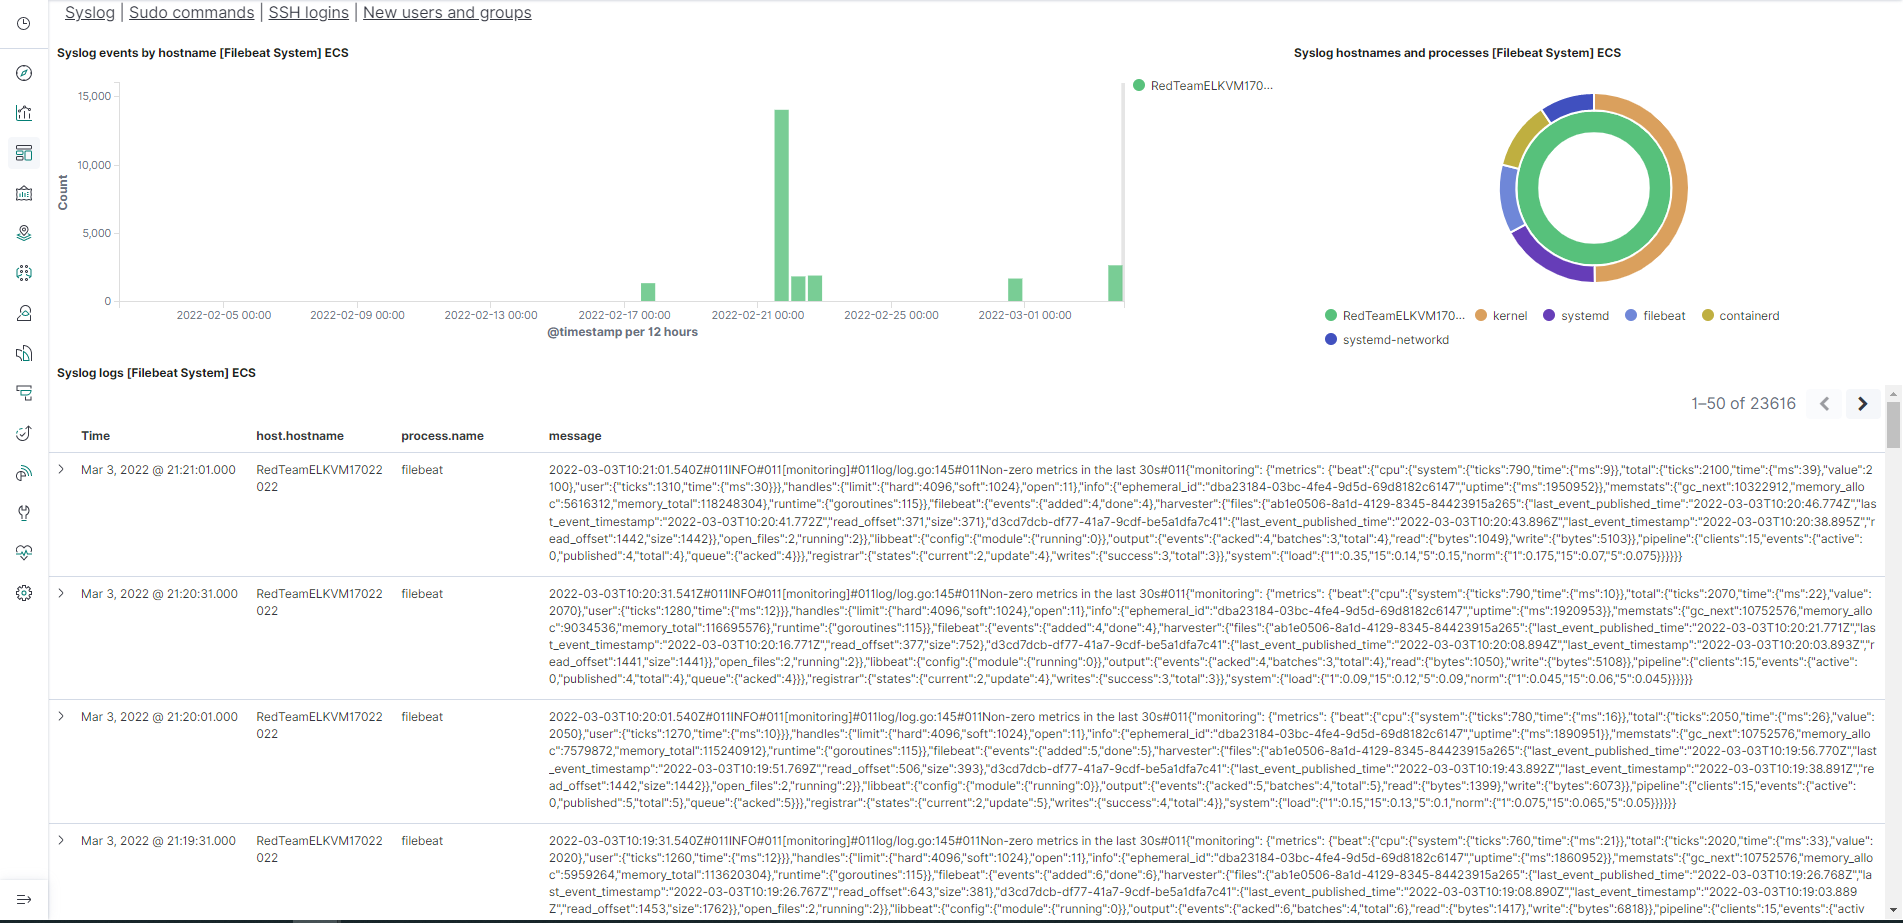 Syslog | Sudo commands | SSH logins | New users and groups
Syslog events by hostname [Filebeat System] ECS
15,000
10,000
5,000
0
Count
2022-02-05 00:00 2022-02-09 00:00 2022-02-13 00:00 2022-02-17 00:00 2022-02-21 00:00 2022-02-25 00:00 2022-03-01 00:00
@timestamp per 12 hours
RedTeamELKVM170...
Syslog hostnames and processes [Filebeat System] ECS
RedTeamELKVM170... kernel systemd filebeat containerd
systemd-networkd
Syslog logs [Filebeat System] ECS
1–50 of 23616
Time host.hostname process.name message
Mar 3, 2022 @ 21:21:01.000 RedTeamELKVM17022 filebeat 2022-03-03T10:21:01.540Z#011INFO#011[monitoring]#011log/log.go:145#011Non-zero metrics in the last 30s#011{"monitoring": {"metrics": {"beat":{"cpu":{"system":{"ticks":790,"time":{"ms":9}},"total":{"ticks":2100,"time":{"ms":39},"value":2
022 100},"user":{"ticks":1310,"time":{"ms":30}}},"handles":{"limit":{"hard":4096,"soft":1024},"open":11},"info":{"ephemeral_id":"dba23184-03bc-4fe4-9d5d-69d8182c6147","uptime":{"ms":1950952}},"memstats":{"gc_next":10322912,"memory_allo
c":5616312,"memory_total":118248304},"runtime":{"goroutines":115}},"filebeat":{"events":{"added":4,"done":4},"harvester":{"files":{"ab1e0506-8a1d-4129-8345-84423915a265":{"last_event_published_time":"2022-03-03T10:20:46.774Z","las
t_event_timestamp":"2022-03-03T10:20:41.772Z","read_offset":371,"size":371},"d3cd7dcb-df77-41a7-9cdf-be5a1dfa7c41":{"last_event_published_time":"2022-03-03T10:20:43.896Z","last_event_timestamp":"2022-03-03T10:20:38.895Z","r
ead_offset":1442,"size":1442}},"open_files":2,"running":2}},"libbeat":{"config":{"module":{"running":0}},"output":{"events":{"acked":4,"batches":3,"total":4},"read":{"bytes":1049},"write":{"bytes":5103}},"pipeline":{"clients":15,"events":{"active":
0,"published":4,"total":4},"queue":{"acked":4}}},"registrar":{"states":{"current":2,"update":4},"writes":{"success":3,"total":3}},"system":{"load":{"1":0.35,"15":0.14,"5":0.15,"norm":{"1":0.175,"15":0.07,"5":0.075}}}}}}
Mar 3, 2022 @ 21:20:31.000 RedTeamELKVM17022 filebeat 2022-03-03T10:20:31.541Z#011INFO#011[monitoring]#011log/log.go:145#011Non-zero metrics in the last 30s#011{"monitoring": {"metrics": {"beat":{"cpu":{"system":{"ticks":790,"time":{"ms":10}},"total":{"ticks":2070,"time":{"ms":22},"value":
022 2070},"user":{"ticks":1280,"time":{"ms":12}}},"handles":{"limit":{"hard":4096,"soft":1024},"open":11},"info":{"ephemeral_id":"dba23184-03bc-4fe4-9d5d-69d8182c6147","uptime":{"ms":1920953}},"memstats":{"gc_next":10752576,"memory_all
oc":9034536,"memory_total":116695576},"runtime":{"goroutines":115}},"filebeat":{"events":{"added":4,"done":4},"harvester":{"files":{"ab1e0506-8a1d-4129-8345-84423915a265":{"last_event_published_time":"2022-03-03T10:20:21.771Z","las
t_event_timestamp":"2022-03-03T10:20:16.771Z","read_offset":377,"size":752},"d3cd7dcb-df77-41a7-9cdf-be5a1dfa7c41":{"last_event_published_time":"2022-03-03T10:20:08.894Z","last_event_timestamp":"2022-03-03T10:20:03.893Z","r
ead_offset":1441,"size":1441}},"open_files":2,"running":2}},"libbeat":{"config":{"module":{"running":0}},"output":{"events":{"acked":4,"batches":3,"total":4},"read":{"bytes":1050},"write":{"bytes":5108}},"pipeline":{"clients":15,"events":{"active":
0,"published":4,"total":4},"queue":{"acked":4}}},"registrar":{"states":{"current":2,"update":4},"writes":{"success":3,"total":3}},"system":{"load":{"1":0.09,"15":0.12,"5":0.09,"norm":{"1":0.045,"15":0.06,"5":0.045}}}}}}
Mar 3, 2022 @ 21:20:01.000 RedTeamELKVM17022 filebeat 2022-03-03T10:20:01.540Z#011INFO#011[monitoring]#011log/log.go:145#011Non-zero metrics in the last 30s#011{"monitoring": {"metrics": {"beat":{"cpu":{"system":{"ticks":780,"time":{"ms":16}},"total":{"ticks":2050,"time":{"ms":26},"value":
022 2050},"user":{"ticks":1270,"time":{"ms":10}}},"handles":{"limit":{"hard":4096,"soft":1024},"open":11},"info":{"ephemeral_id":"dba23184-03bc-4fe4-9d5d-69d8182c6147","uptime":{"ms":1890951}},"memstats":{"gc_next":10752576,"memory_allo
c":7579872,"memory_total":115240912},"runtime":{"goroutines":115}},"filebeat":{"events":{"added":5,"done":5},"harvester":{"files":{"ab1e0506-8a1d-4129-8345-84423915a265":{"last_event_published_time":"2022-03-03T10:19:56.770Z","last
_event_timestamp":"2022-03-03T10:19:51.769Z","read_offset":506,"size":393},"d3cd7dcb-df77-41a7-9cdf-be5a1dfa7c41":{"last_event_published_time":"2022-03-03T10:19:43.892Z","last_event_timestamp":"2022-03-03T10:19:38.891Z","re
ad_offset":1442,"size":1442}},"open_files":2,"running":2}},"libbeat":{"config":{"module":{"running":0}},"output":{"events":{"acked":5,"batches":4,"total":5},"read":{"bytes":1399},"write":{"bytes":6073}},"pipeline":{"clients":15,"events":{"active":
0,"published":5,"total":5},"queue":{"acked":5}}},"registrar":{"states":{"current":2,"update":5},"writes":{"success":4,"total":4}},"system":{"load":{"1":0.15,"15":0.13,"5":0.1,"norm":{"1":0.075,"15":0.065,"5":0.05}}}}}}
Mar 3, 2022 @ 21:19:31.000 RedTeamELKVM17022 filebeat 2022-03-03T10:19:31.540Z#011INFO#011[monitoring]#011log/log.go:145#011Non-zero metrics in the last 30s#011{"monitoring": {"metrics": {"beat":{"cpu":{"system":{"ticks":760,"time":{"ms":21}},"total":{"ticks":2020,"time":{"ms":33},"value":
022 2020},"user":{"ticks":1260,"time":{"ms":12}}},"handles":{"limit":{"hard":4096,"soft":1024},"open":11},"info":{"ephemeral_id":"dba23184-03bc-4fe4-9d5d-69d8182c6147","uptime":{"ms":1860952}},"memstats":{"gc_next":10752576,"memory_allo
c":5959264,"memory_total":113620304},"runtime":{"goroutines":115}},"filebeat":{"events":{"added":6,"done":6},"harvester":{"files":{"ab1e0506-8a1d-4129-8345-84423915a265":{"last_event_published_time":"2022-03-03T10:19:26.768Z","la
st_event_timestamp":"2022-03-03T10:19:26.767Z","read_offset":643,"size":381},"d3cd7dcb-df77-41a7-9cdf-be5a1dfa7c41":{"last_event_published_time":"2022-03-03T10:19:08.890Z","last_event_timestamp":"2022-03-03T10:19:03.889
Z","read_offset":1453,"size":1762}},"open_files":2,"running":2}},"libbeat":{"config":{"module":{"running":0}},"output":{"events":{"acked":6,"batches":4,"total":6},"read":{"bytes":1417},"write":{"bytes":6818}},"pipeline":{"clients":15,"events":{"activ